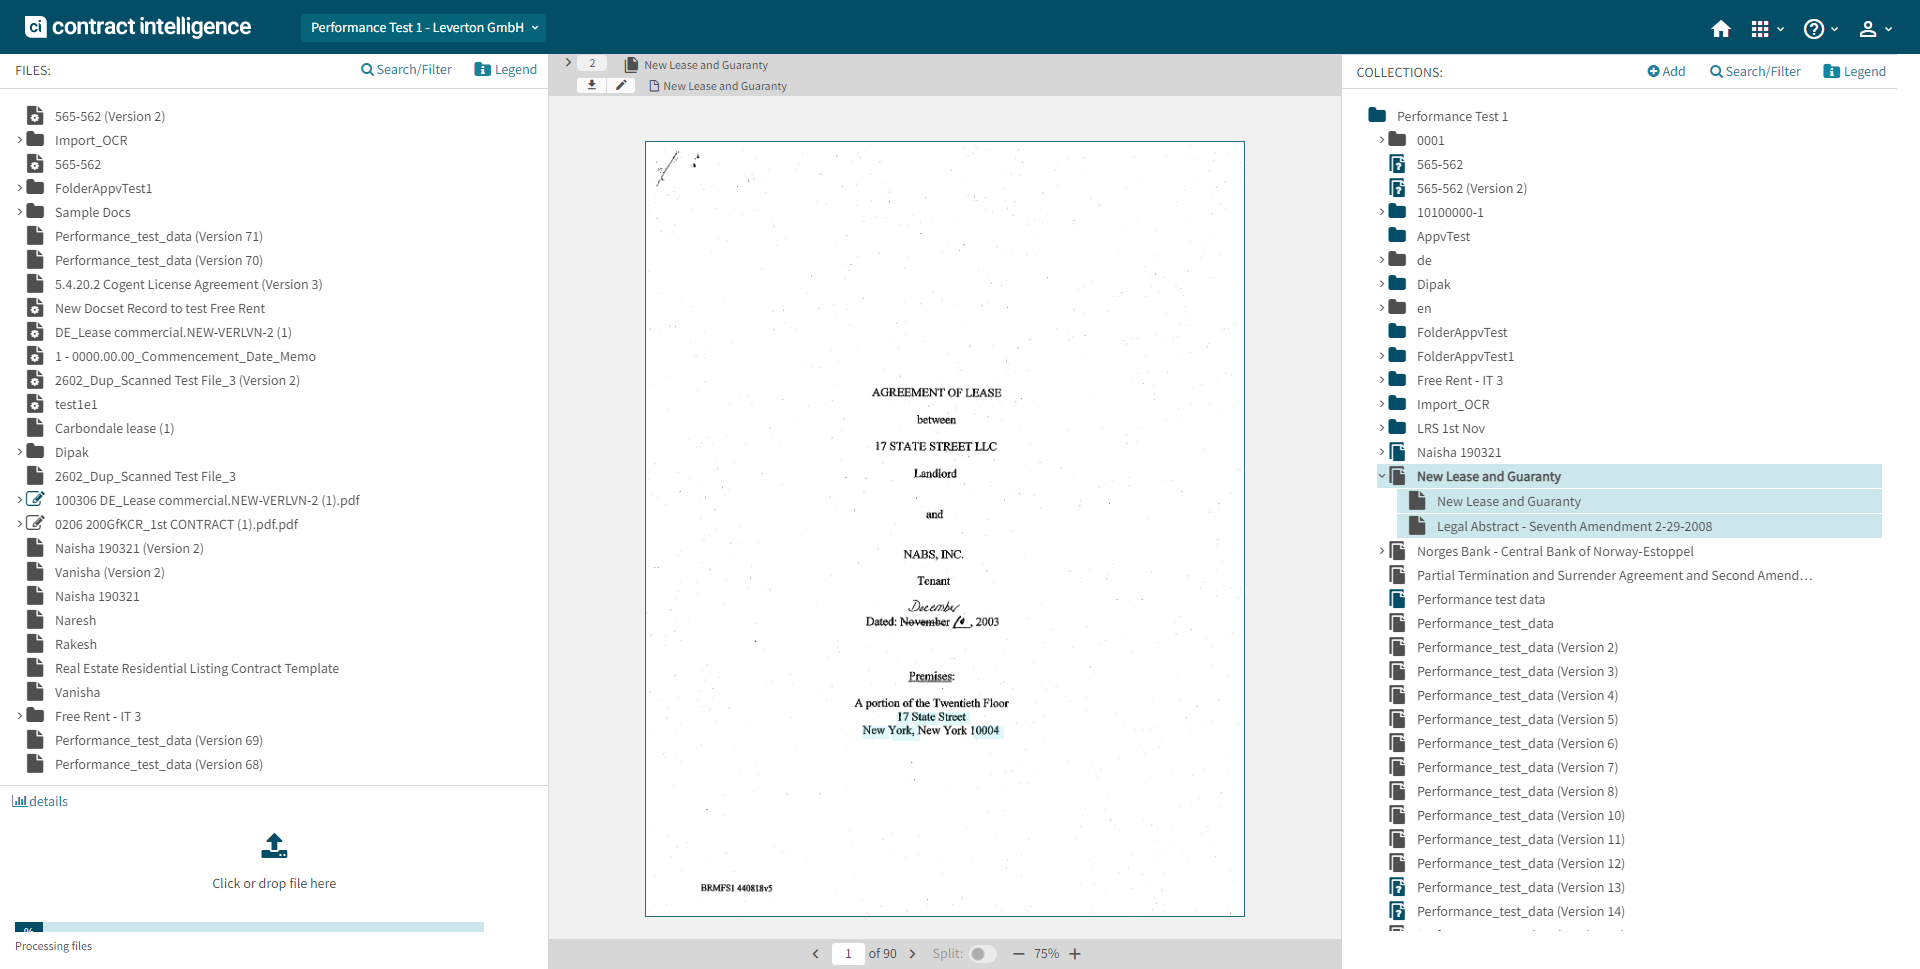 ci contract intelligence
Performance Test 1 - Leverton GmbH
FILES:
Search/Filter
Legend
565-562 (Version 2)
Import_OCR
565-562
FolderAppvTest1
Sample Docs
Performance_test_data (Version 71)
Performance_test_data (Version 70)
5.4.20.2 Cogent License Agreement (Version 3)
New Docset Record to test Free Rent
DE_Lease commercial.NEW-VERLVN-2 (1)
1 - 0000.00.00_Commencement_Date_Memo
2602_Dup_Scanned Test File_3 (Version 2)
test1e1
Carbondale lease (1)
Dipak
2602_Dup_Scanned Test File_3
100306 DE_Lease commercial.NEW-VERLVN-2 (1).pdf
0206 200GfKCR_1st CONTRACT (1).pdf.pdf
Naisha 190321 (Version 2)
Vanisha (Version 2)
Naisha 190321
Naresh
Rakesh
Real Estate Residential Listing Contract Template
Vanisha
Free Rent - IT 3
Performance_test_data (Version 69)
Performance_test_data (Version 68)
details
Click or drop file here
%
Processing files
2
New Lease and Guaranty
New Lease and Guaranty
AGREEMENT OF LEASE
between
17 STATE STREET LLC
Landlord
and
NABS, INC.
Tenant
December
Dated: November 10, 2003
Premises:
A portion of the Twentieth Floor
17 State Street
New York, New York 10004
BRMFS1 440818v5
1 of 90
Split:
75%
COLLECTIONS:
Add
Search/Filter
Legend
Performance Test 1
0001
565-562
565-562 (Version 2)
10100000-1
AppvTest
de
Dipak
en
FolderAppvTest
FolderAppvTest1
Free Rent - IT 3
Import_OCR
LRS 1st Nov
Naisha 190321
New Lease and Guaranty
New Lease and Guaranty
Legal Abstract - Seventh Amendment 2-29-2008
Norges Bank - Central Bank of Norway-Estoppel
Partial Termination and Surrender Agreement and Second Amend...
Performance test data
Performance_test_data
Performance_test_data (Version 2)
Performance_test_data (Version 3)
Performance_test_data (Version 4)
Performance_test_data (Version 5)
Performance_test_data (Version 6)
Performance_test_data (Version 7)
Performance_test_data (Version 8)
Performance_test_data (Version 10)
Performance_test_data (Version 11)
Performance_test_data (Version 12)
Performance_test_data (Version 13)
Performance_test_data (Version 14)